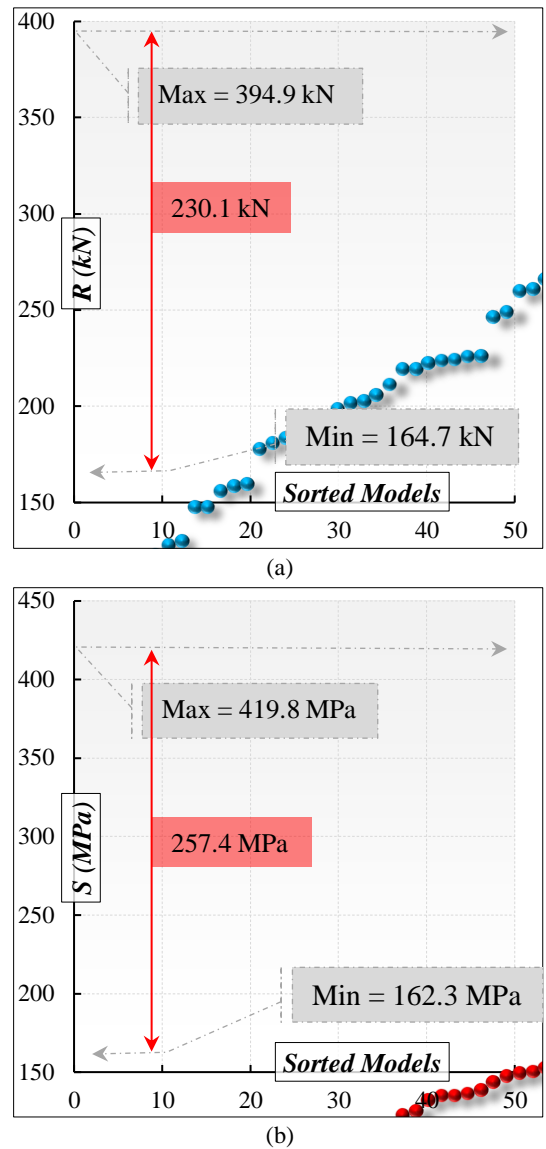 400
Max = 394.9 kN
350
300
230.1 kN
R (kN)
250
200
Min = 164.7 kN
150
Sorted Models
0 10 20 30 40 50
(a)
450
400
Max = 419.8 MPa
350
300
257.4 MPa
S (MPa)
250
200
Min = 162.3 MPa
150
Sorted Models
0 10 20 30 40 50
(b)